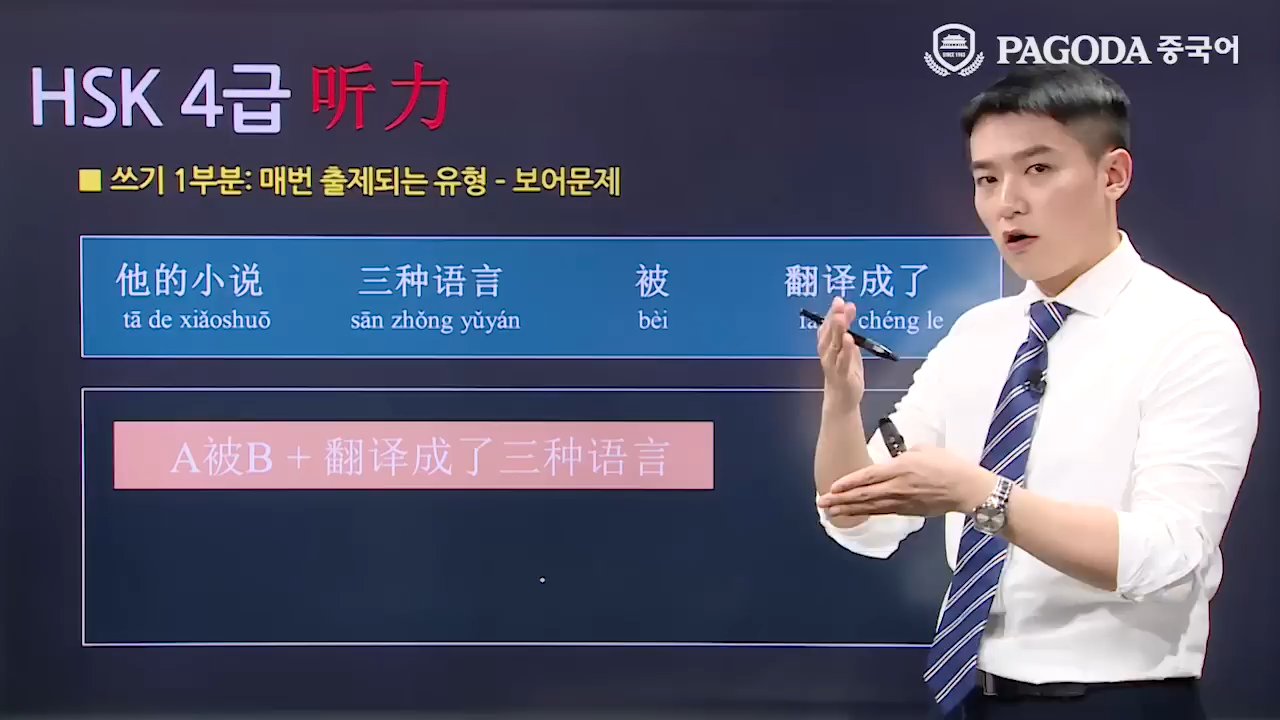 SINCE 1983
PAGODA 중국어
HSK 4급 听力
■ 쓰기 1부분: 매번 출제되는 유형 - 보어문제
他的小说 三种语言 被 翻译成了
tā de xiǎoshuō sān zhǒng yǔyán bèi chéng le
A被B + 翻译成了三种语言